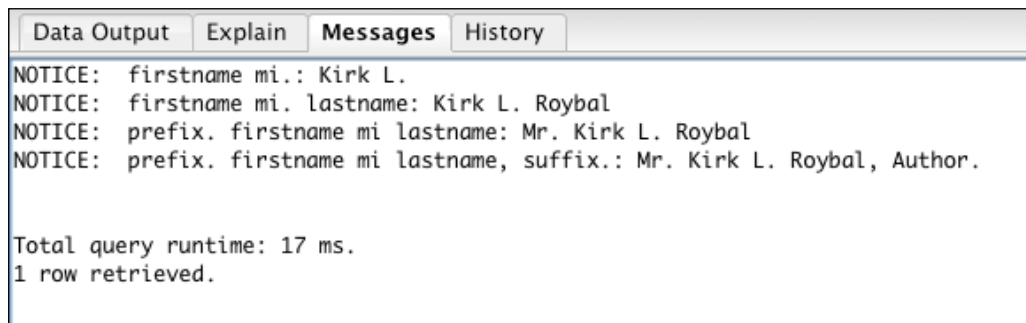 Data Output Explain Messages History
NOTICE:  firstname mi.: Kirk L.
NOTICE:  firstname mi. lastname: Kirk L. Roybal
NOTICE:  prefix. firstname mi lastname: Mr. Kirk L. Roybal
NOTICE:  prefix. firstname mi lastname, suffix.: Mr. Kirk L. Roybal, Author.
Total query runtime: 17 ms.
1 row retrieved.